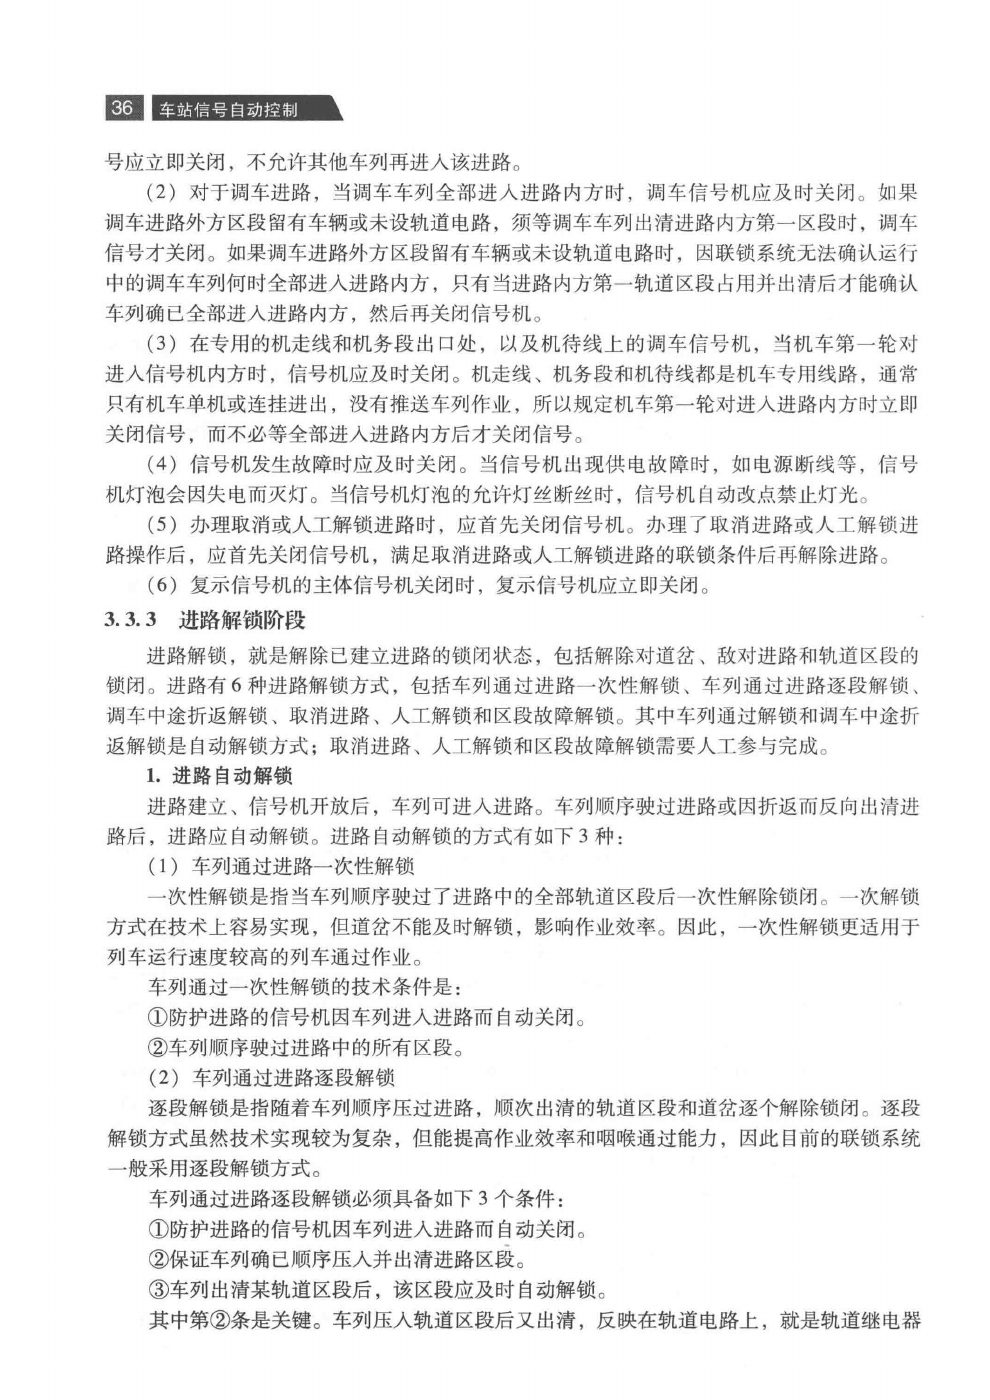 36 车站信号自动控制
号应立即关闭，不允许其他车列再进入该进路。
（2）对于调车进路，当调车车列全部进入进路内方时，调车信号机应及时关闭。如果
调车进路外方区段留有车辆或未设轨道电路，须等调车车列出清进路内方第一区段时，调车
信号才关闭。如果调车进路外方区段留有车辆或未设轨道电路时，因联锁系统无法确认运行
中的调车车列何时全部进入进路内方，只有当进路内方第一轨道区段占用并出清后才能确认
车列确已全部进入进路内方，然后再关闭信号机。
（3）在专用的机走线和机务段出口处，以及机待线上的调车信号机，当机车第一轮对
进入信号机内方时，信号机应及时关闭。机走线、机务段和机待线都是机车专用线路，通常
只有机车单机或连挂进出，没有推送车列作业，所以规定机车第一轮对进入进路内方时立即
关闭信号，而不必等全部进入进路内方后才关闭信号。
（4）信号机发生故障时应及时关闭。当信号机出现供电故障时，如电源断线等，信号
机灯泡会因失电而灭灯。当信号机灯泡的允许灯丝断丝时，信号机自动改点禁止灯光。
（5）办理取消或人工解锁进路时，应首先关闭信号机。办理了取消进路或人工解锁进
路操作后，应首先关闭信号机，满足取消进路或人工解锁进路的联锁条件后再解除进路。
（6）复示信号机的主体信号机关闭时，复示信号机应立即关闭。
3.3.3 进路解锁阶段
进路解锁，就是解除已建立进路的锁闭状态，包括解除对道岔、敌对进路和轨道区段的
锁闭。进路有 6 种进路解锁方式，包括车列通过进路一次性解锁、车列通过进路逐段解锁、
调车中途折返解锁、取消进路、人工解锁和区段故障解锁。其中车列通过解锁和调车中途折
返解锁是自动解锁方式；取消进路、人工解锁和区段故障解锁需要人工参与完成。
1. 进路自动解锁
进路建立、信号机开放后，车列可进入进路。车列顺序驶过进路或因折返而反向出清进
路后，进路应自动解锁。进路自动解锁的方式有如下 3 种：
（1）车列通过进路一次性解锁
一次性解锁是指当车列顺序驶过了进路中的全部轨道区段后一次性解除锁闭。一次解锁
方式在技术上容易实现，但道岔不能及时解锁，影响作业效率。因此，一次性解锁更适用于
列车运行速度较高的列车通过作业。
车列通过一次性解锁的技术条件是：
①防护进路的信号机因车列进入进路而自动关闭。
②车列顺序驶过进路中的所有区段。
（2）车列通过进路逐段解锁
逐段解锁是指随着车列顺序压过进路，顺次出清的轨道区段和道岔逐个解除锁闭。逐段
解锁方式虽然技术实现较为复杂，但能提高作业效率和咽喉通过能力，因此目前的联锁系统
一般采用逐段解锁方式。
车列通过进路逐段解锁必须具备如下 3 个条件：
①防护进路的信号机因车列进入进路而自动关闭。
②保证车列确已顺序压入并出清进路区段。
③车列出清某轨道区段后，该区段应及时自动解锁。
其中第②条是关键。车列压入轨道区段后又出清，反映在轨道电路上，就是轨道继电器